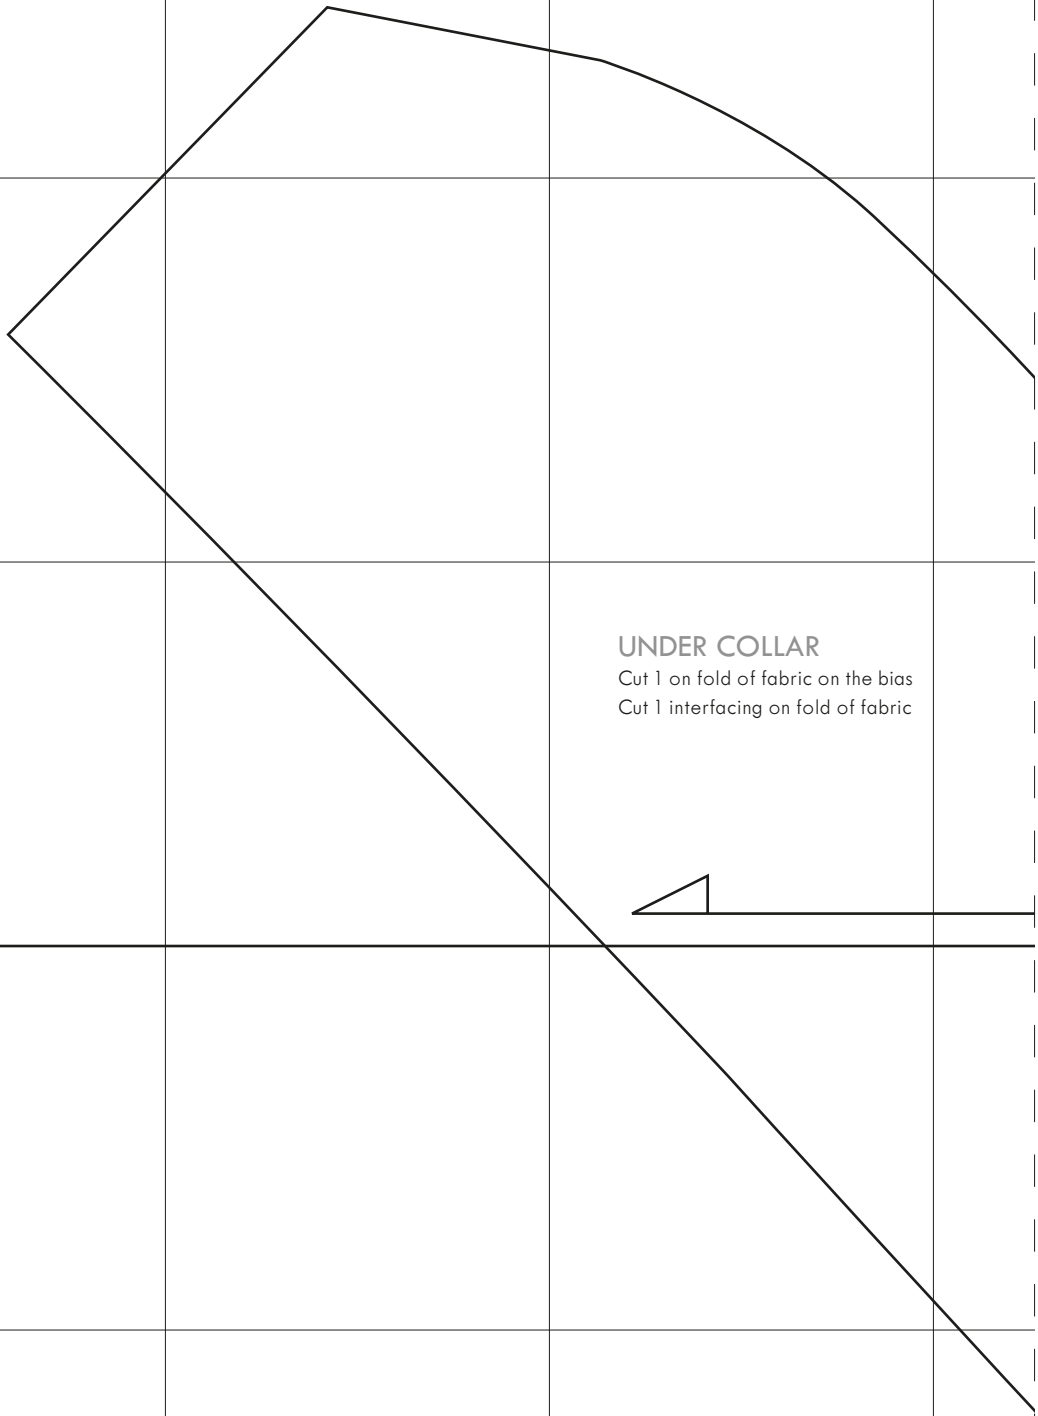 UNDER COLLAR
Cut 1 on fold of fabric on the bias
Cut 1 interfacing on fold of fabric